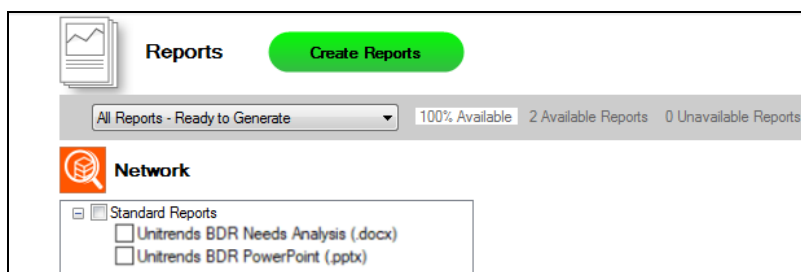 Reports
Create Reports
All Reports - Ready to Generate
100% Available 2 Available Reports 0 Unavailable Reports
Network
Standard Reports
Unitrends BDR Needs Analysis (.docx)
Unitrends BDR PowerPoint (.pptx)